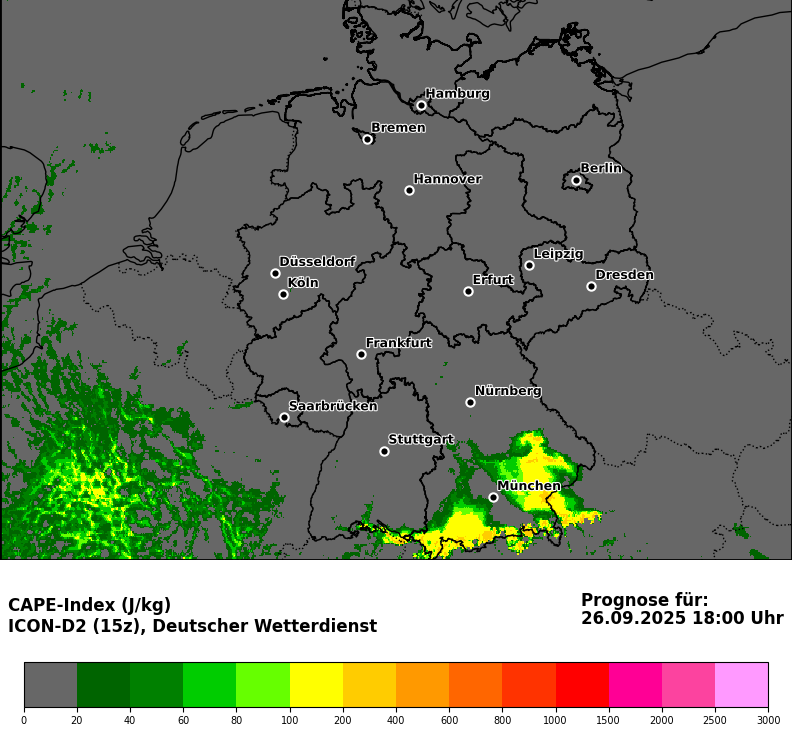 Hamburg
Bremen
Berlin
Hannover
Leipzig
Düsseldorf
Dresden
Köln
Erfurt
Frankfurt
Nürnberg
Saarbrücken
Stuttgart
München
CAPE-Index (J/kg)
ICON-D2 (15z), Deutscher Wetterdienst
Prognose für:
26.09.2025 18:00 Uhr
0 20 40 60 80 100 200 400 600 800 1000 1500 2000 2500 3000